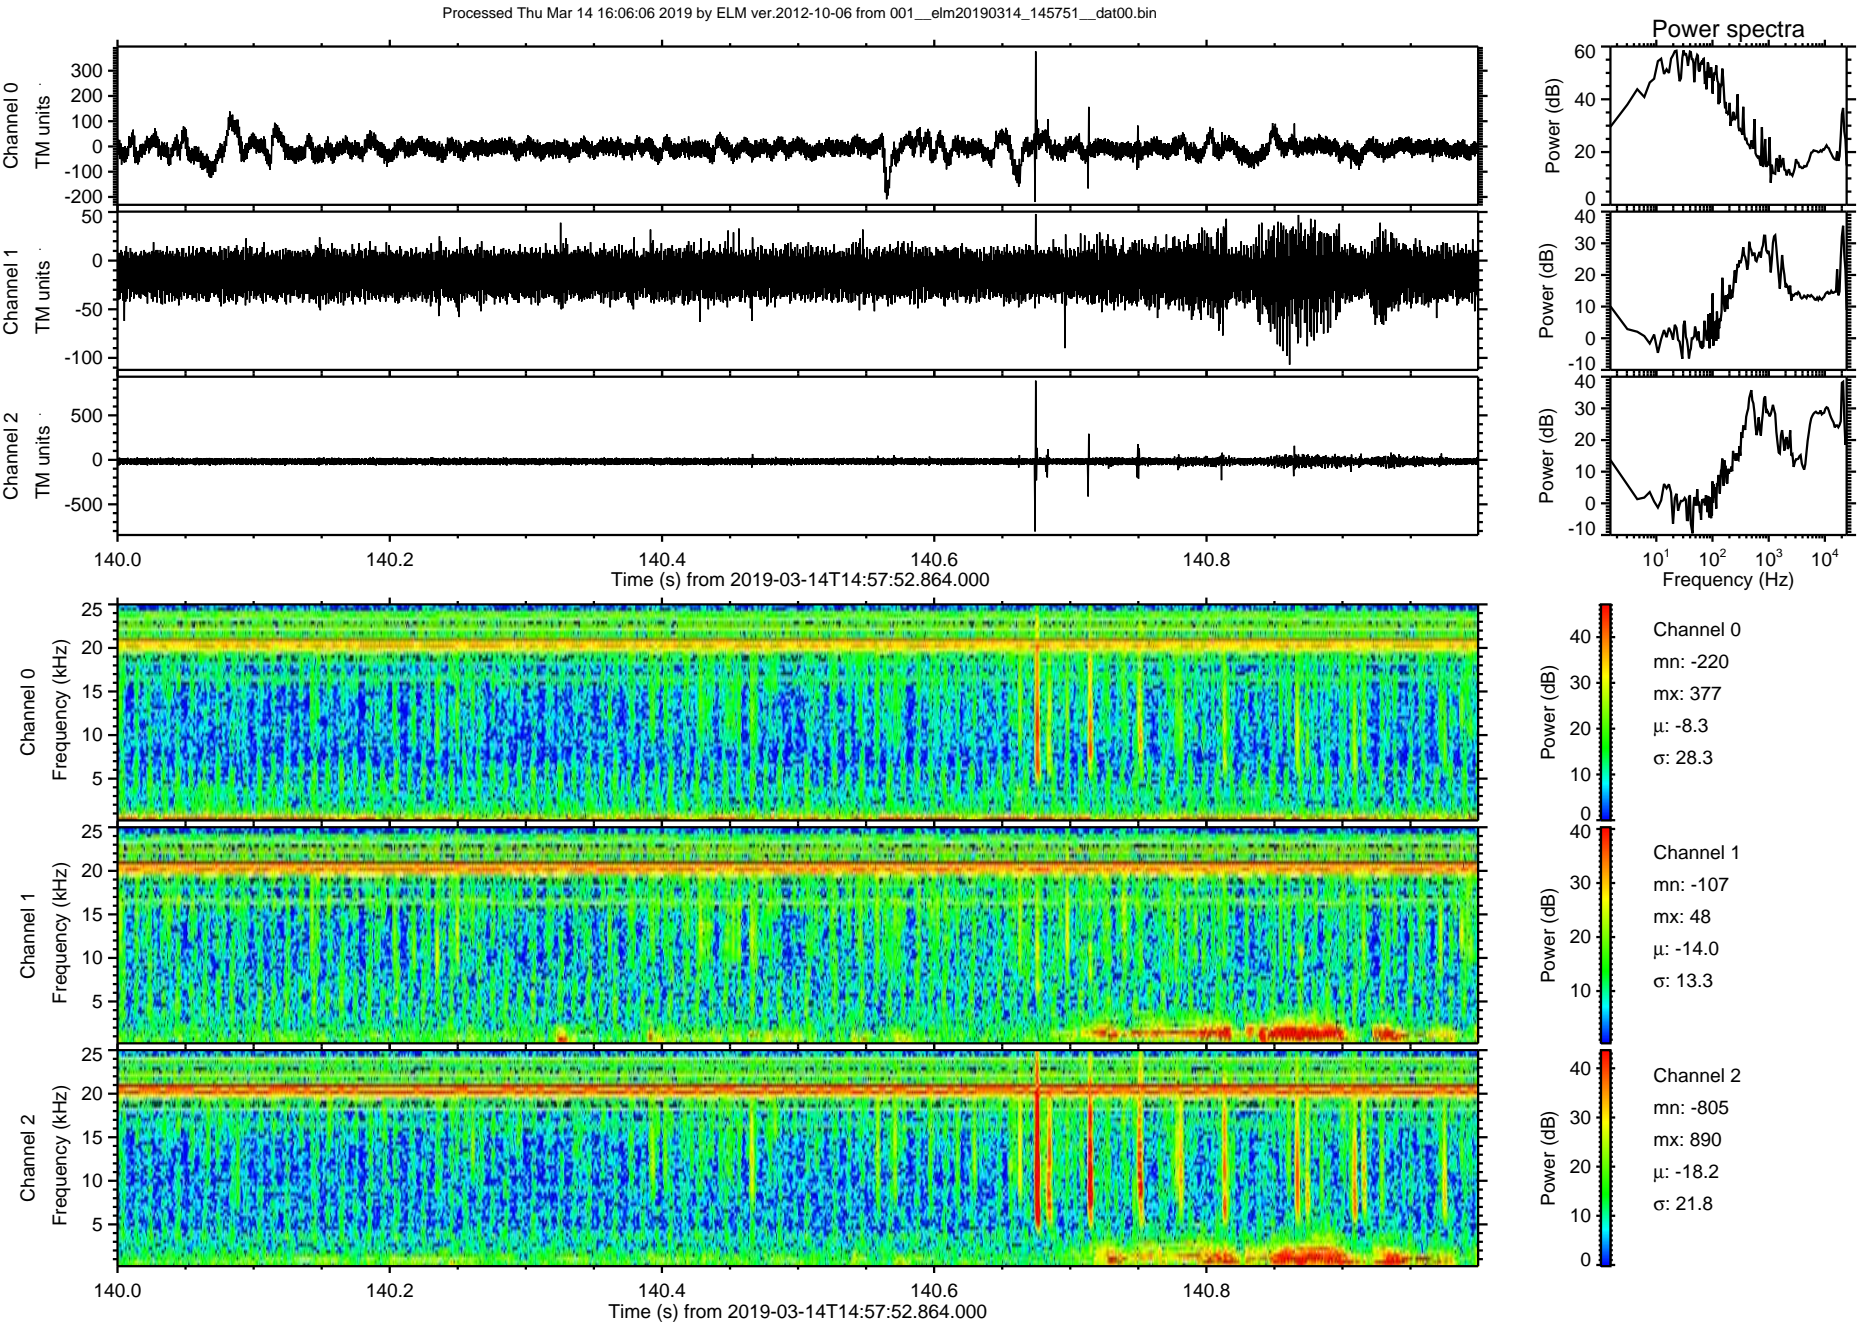 Processed Thu Mar 14 16:06:06 2019 by ELM ver.2012-10-06 from 001__elm20190314_145751__dat00.bin
Power spectra
Channel 0
TM units
300
200
100
0
-100
-200
Power (dB)
60
40
20
0
Channel 1
TM units
50
0
-50
-100
Power (dB)
40
30
20
10
0
-10
Channel 2
TM units
500
0
-500
Power (dB)
40
30
20
10
0
-10
140.0 140.2 140.4 140.6 140.8
Time (s) from 2019-03-14T14:57:52.864.000
10¹ 10² 10³ 10⁴
Frequency (Hz)
Channel 0
Frequency (kHz)
25
20
15
10
5
Power (dB)
40
30
20
10
0
Channel 0
mn: -220
mx: 377
μ: -8.3
σ: 28.3
Channel 1
Frequency (kHz)
25
20
15
10
5
Power (dB)
40
30
20
10
Channel 1
mn: -107
mx: 48
μ: -14.0
σ: 13.3
Channel 2
Frequency (kHz)
25
20
15
10
5
Power (dB)
40
30
20
10
0
Channel 2
mn: -805
mx: 890
μ: -18.2
σ: 21.8
140.0 140.2 140.4 140.6 140.8
Time (s) from 2019-03-14T14:57:52.864.000